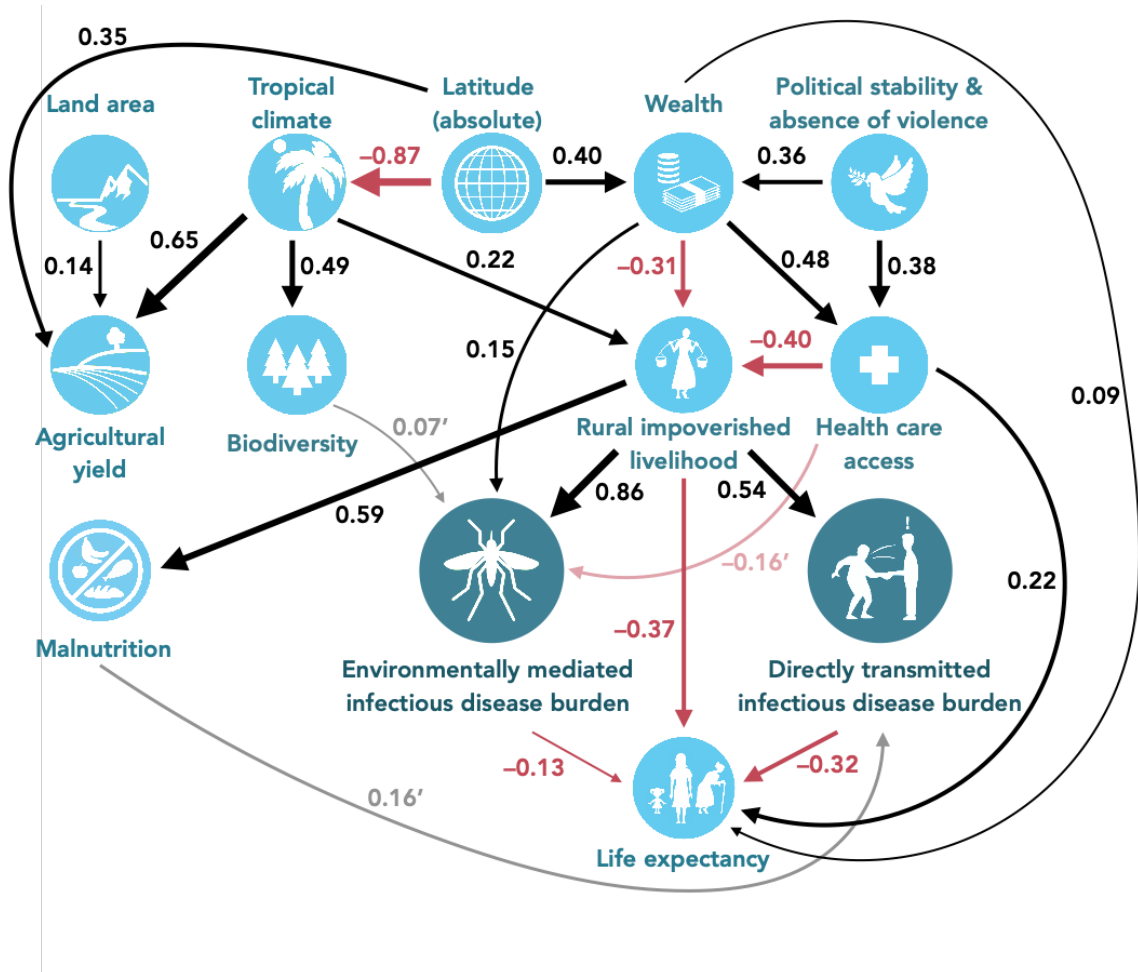 0.35
Land area
Tropical
climate
Latitude
(absolute)
Wealth
Political stability &
absence of violence
–0.87
0.40
0.36
0.14
0.65
0.49
0.22
–0.31
0.48
0.38
0.15
–0.40
0.09
Agricultural
yield
Biodiversity
0.07′
Rural impoverished
livelihood
Health care
access
0.59
0.86
0.54
–0.16′
0.22
!
Malnutrition
–0.37
Environmentally mediated
infectious disease burden
Directly transmitted
infectious disease burden
–0.13
–0.32
0.16′
Life expectancy